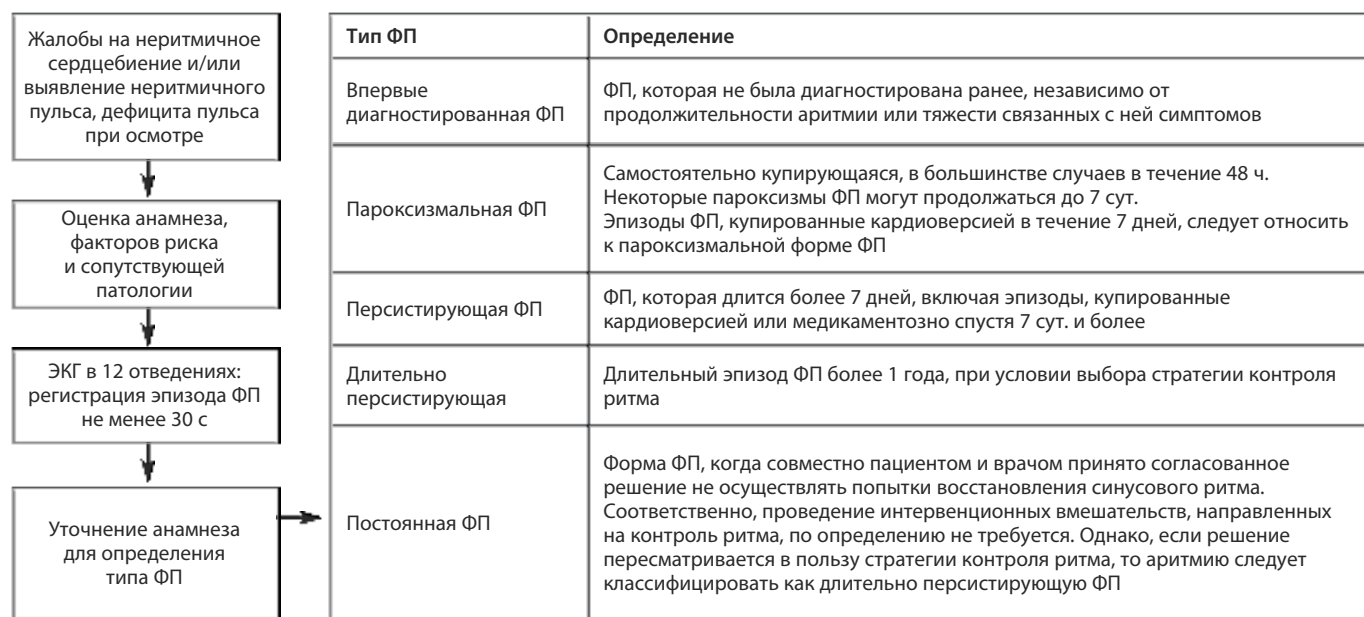 Жалобы на неритмичное
сердцебиение и/или
выявление неритмичного
пульса, дефицита пульса
при осмотре
Оценка анамнеза,
факторов риска
и сопутствующей
патологии
ЭКГ в 12 отведениях:
регистрация эпизода ФП
не менее 30 с
Уточнение анамнеза
для определения
типа ФП
Тип ФП
Определение
Впервые
диагностированная ФП
ФП, которая не была диагностирована ранее, независимо от
продолжительности аритмии или тяжести связанных с ней симптомов
Пароксизмальная ФП
Самостоятельно купирующаяся, в большинстве случаев в течение 48 ч.
Некоторые пароксизмы ФП могут продолжаться до 7 сут.
Эпизоды ФП, купированные кардиоверсией в течение 7 дней, следует относить
к пароксизмальной форме ФП
Персистирующая ФП
ФП, которая длится более 7 дней, включая эпизоды, купированные
кардиоверсией или медикаментозно спустя 7 сут. и более
Длительно
персистирующая
Длительный эпизод ФП более 1 года, при условии выбора стратегии контроля
ритма
Постоянная ФП
Форма ФП, когда совместно пациентом и врачом принято согласованное
решение не осуществлять попытки восстановления синусового ритма.
Соответственно, проведение интервенционных вмешательств, направленных
на контроль ритма, по определению не требуется. Однако, если решение
пересматривается в пользу стратегии контроля ритма, то аритмию следует
классифицировать как длительно персистирующую ФП